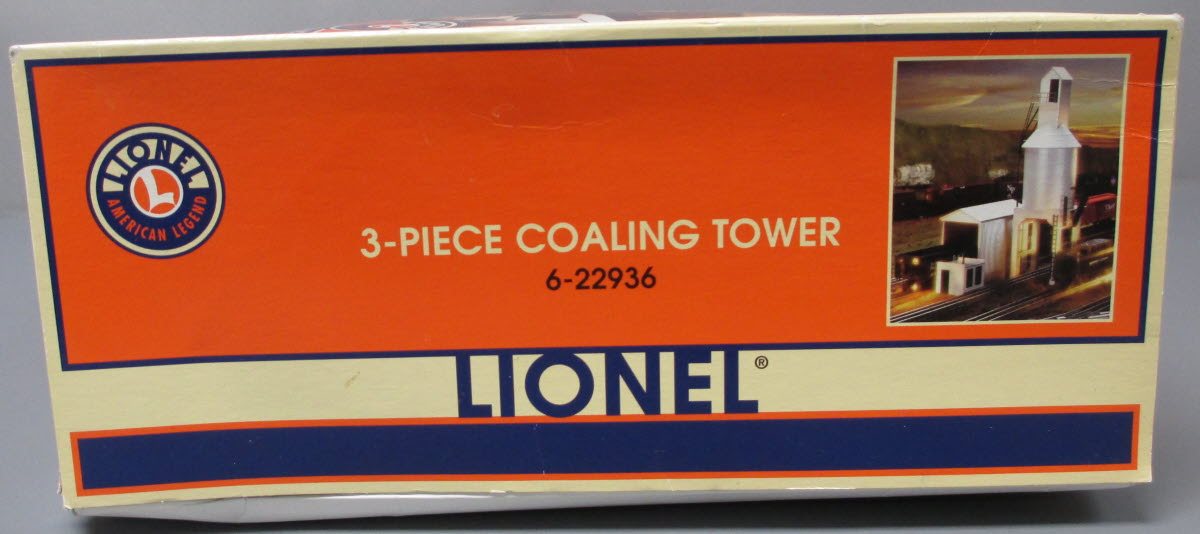 LIONEL
L
AMERICAN LEGEND
3-PIECE COALING TOWER
6-22936
LIONEL®